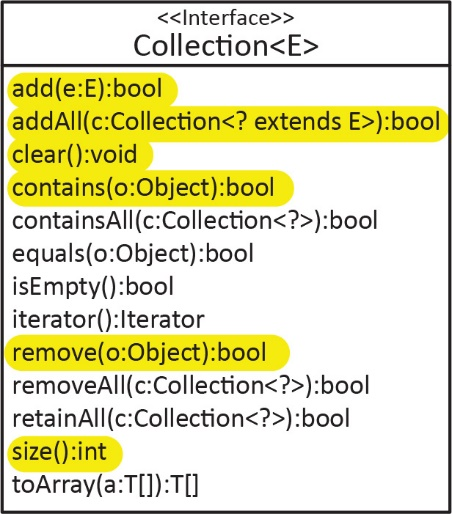 <<Interface>>
Collection<E>
add(e:E):bool
addAll(c:Collection<? extends E>):bool
clear():void
contains(o:Object):bool
containsAll(c:Collection<?>):bool
equals(o:Object):bool
isEmpty():bool
iterator():Iterator
remove(o:Object):bool
removeAll(c:Collection<?>):bool
retainAll(c:Collection<?>):bool
size():int
toArray(a:T[]):T[]